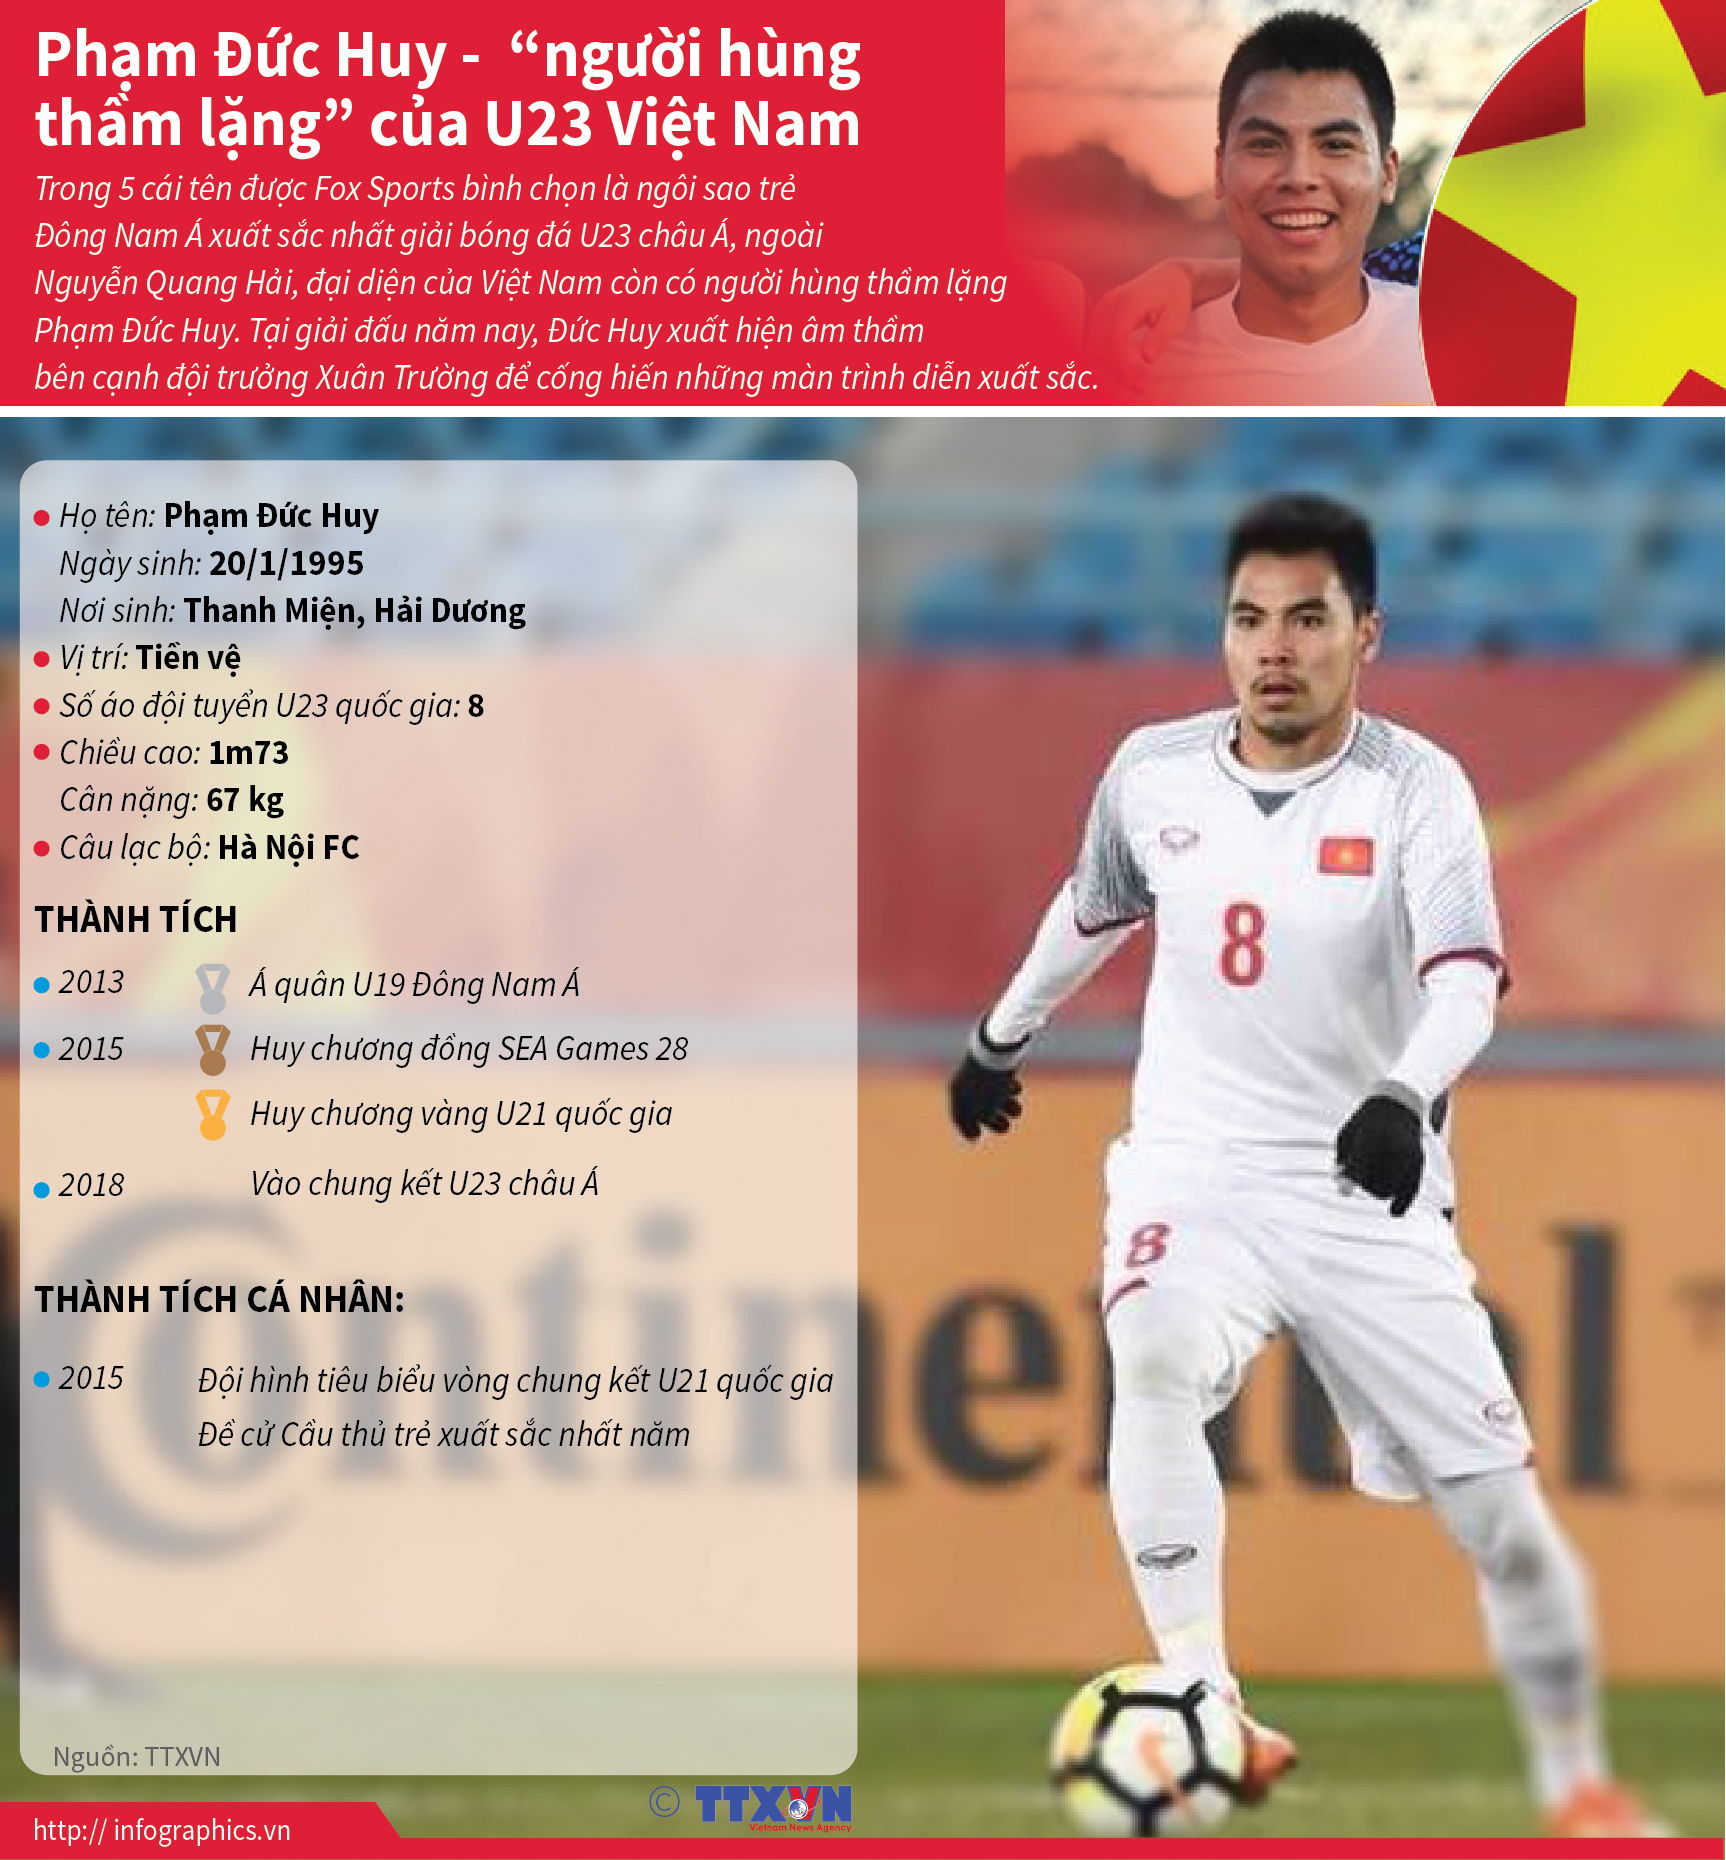 Phạm Đức Huy - “người hùng
thầm lặng” của U23 Việt Nam
Trong 5 cái tên được Fox Sports bình chọn là ngôi sao trẻ
Đông Nam Á xuất sắc nhất giải bóng đá U23 châu Á, ngoài
Nguyễn Quang Hải, đại diện của Việt Nam còn có người hùng thầm lặng
Phạm Đức Huy. Tại giải đấu năm nay, Đức Huy xuất hiện âm thầm
bên cạnh đội trưởng Xuân Trường để cống hiến những màn trình diễn xuất sắc.
Họ tên: Phạm Đức Huy
Ngày sinh: 20/1/1995
Nơi sinh: Thanh Miện, Hải Dương
Vị trí: Tiền vệ
Số áo đội tuyển U23 quốc gia: 8
Chiều cao: 1m73
Cân nặng: 67 kg
Câu lạc bộ: Hà Nội FC
THÀNH TÍCH
2013 Á quân U19 Đông Nam Á
2015 Huy chương đồng SEA Games 28
Huy chương vàng U21 quốc gia
2018 Vào chung kết U23 châu Á
THÀNH TÍCH CÁ NHÂN:
2015 Đội hình tiêu biểu vòng chung kết U21 quốc gia
Đề cử Cầu thủ trẻ xuất sắc nhất năm
8
8
Continental
Nguồn: TTXVN
© TTXVN
Vietnam News Agency
http:// infographics.vn